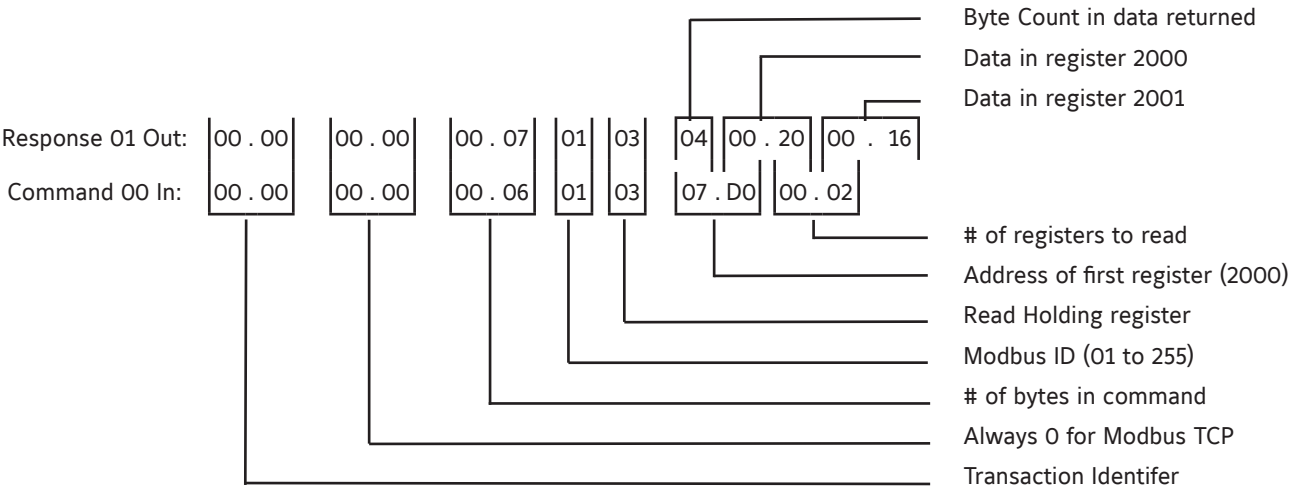 Byte Count in data returned
Data in register 2000
Data in register 2001
Response 01 Out: 00 . 00 00 . 00 00 . 07 01 03 04 00 . 20 00 . 16
Command 00 In: 00 . 00 00 . 00 00 . 06 01 03 07 . D0 00 . 02
# of registers to read
Address of first register (2000)
Read Holding register
Modbus ID (01 to 255)
# of bytes in command
Always 0 for Modbus TCP
Transaction Identifer